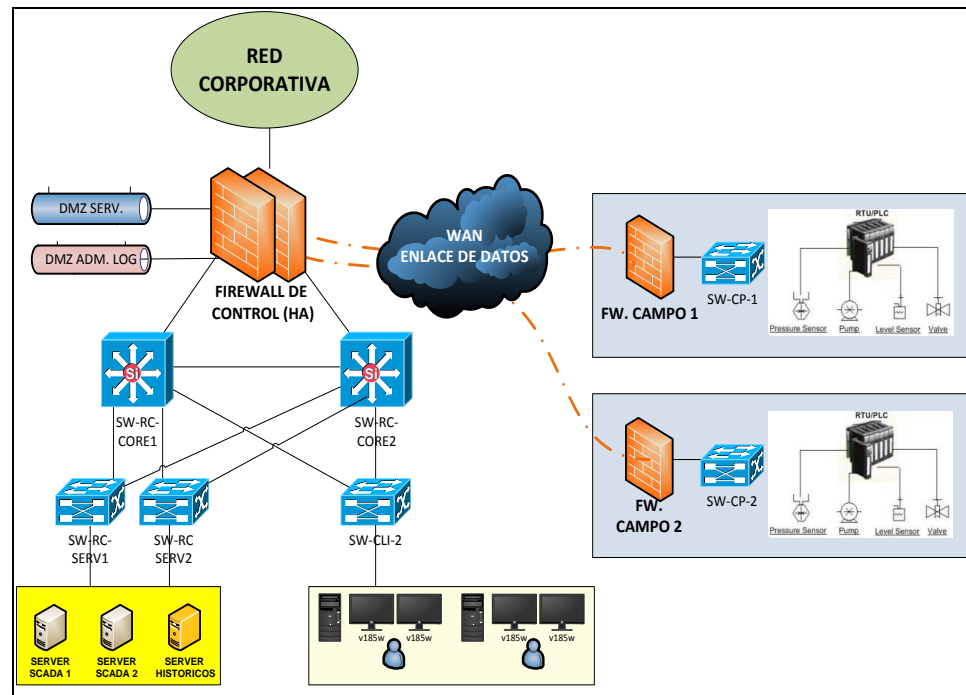 RED
CORPORATIVA
DMZ SERV.
DMZ ADM. LOG
FIREWALL DE
CONTROL (HA)
WAN
ENLACE DE DATOS
FW. CAMPO 1
SW-CP-1
RTU/PLC
Pressure Sensor
Pump
Level Sensor
Valve
Si
SW-RC-
CORE1
Si
SW-RC-
CORE2
FW.
CAMPO 2
SW-CP-2
RTU/PLC
Pressure Sensor
Pump
Level Sensor
Valve
SW-RC-
SERV1
SW-RC
SERV2
SW-CLI-2
SERVER
SCADA 1
SERVER
SCADA 2
SERVER
HISTORICOS
v185w
v185w
v185w
v185w